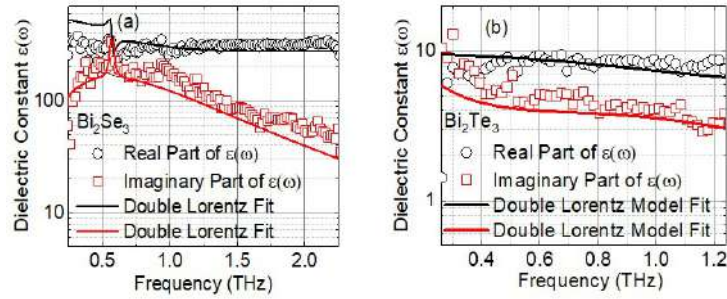 (a)
Dielectric Constant ε(ω)
100
10
Bi2Se3
Real Part of ε(ω)
Imaginary Part of ε(ω)
Double Lorentz Fit
Double Lorentz Fit
0.5 1.0 1.5 2.0
Frequency (THz)
(b)
Dielectric Constant ε(ω)
10
1
Bi2Te3
Real Part of ε(ω)
Imaginary Part of ε(ω)
Double Lorentz Model Fit
Double Lorentz Model Fit
0.4 0.6 0.8 1.0 1.2
Frequency (THz)